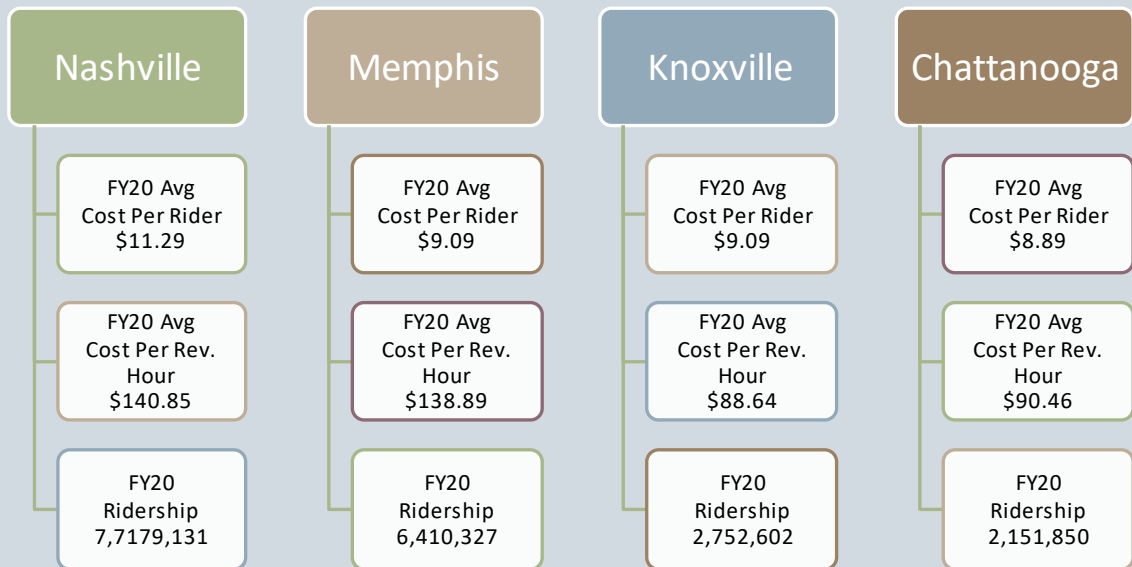 Nashville
FY20 Avg
Cost Per Rider
$11.29
FY20 Avg
Cost Per Rev.
Hour
$140.85
FY20
Ridership
7,7179,131
Memphis
FY20 Avg
Cost Per Rider
$9.09
FY20 Avg
Cost Per Rev.
Hour
$138.89
FY20
Ridership
6,410,327
Knoxville
FY20 Avg
Cost Per Rider
$9.09
FY20 Avg
Cost Per Rev.
Hour
$88.64
FY20
Ridership
2,752,602
Chattanooga
FY20 Avg
Cost Per Rider
$8.89
FY20 Avg
Cost Per Rev.
Hour
$90.46
FY20
Ridership
2,151,850